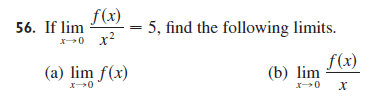 56. If lim_{x→0} f(x)/x² = 5, find the following limits.
(a) lim_{x→0} f(x) (b) lim_{x→0} f(x)/x